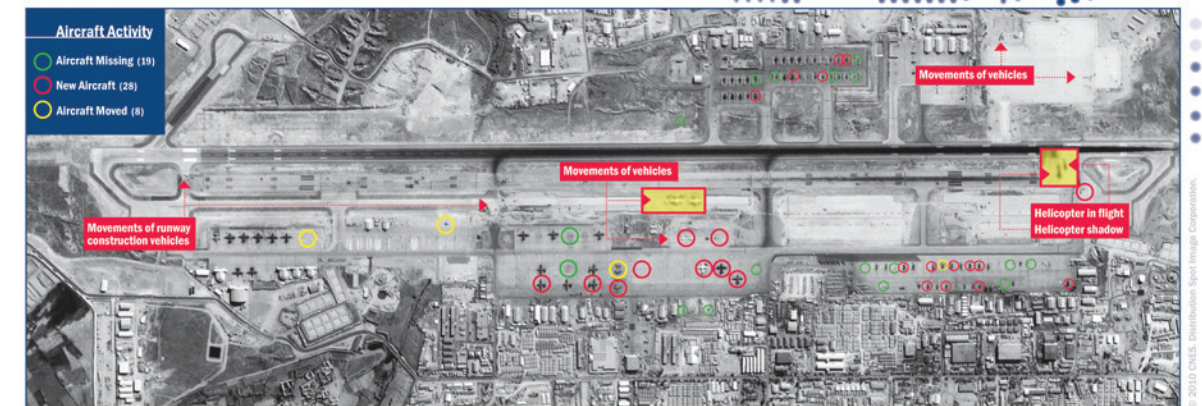 Aircraft Activity
Aircraft Missing (19)
New Aircraft (28)
Aircraft Moved (8)
Movements of vehicles
Movements of vehicles
Movements of runway
construction vehicles
Helicopter in flight
Helicopter shadow
© 2010 CNES. Distribution Spot Image Corporation.